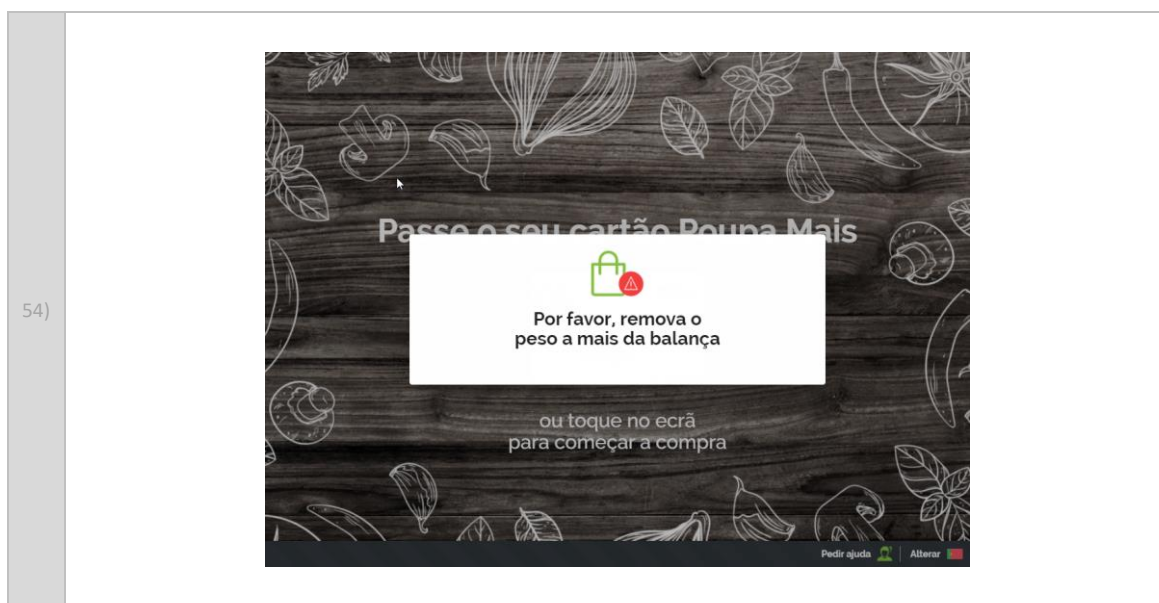 54)
Passe o seu cartão Poupa Mais
Por favor, remova o
peso a mais da balança
ou toque no ecrã
para começar a compra
Pedir ajuda
Alterar